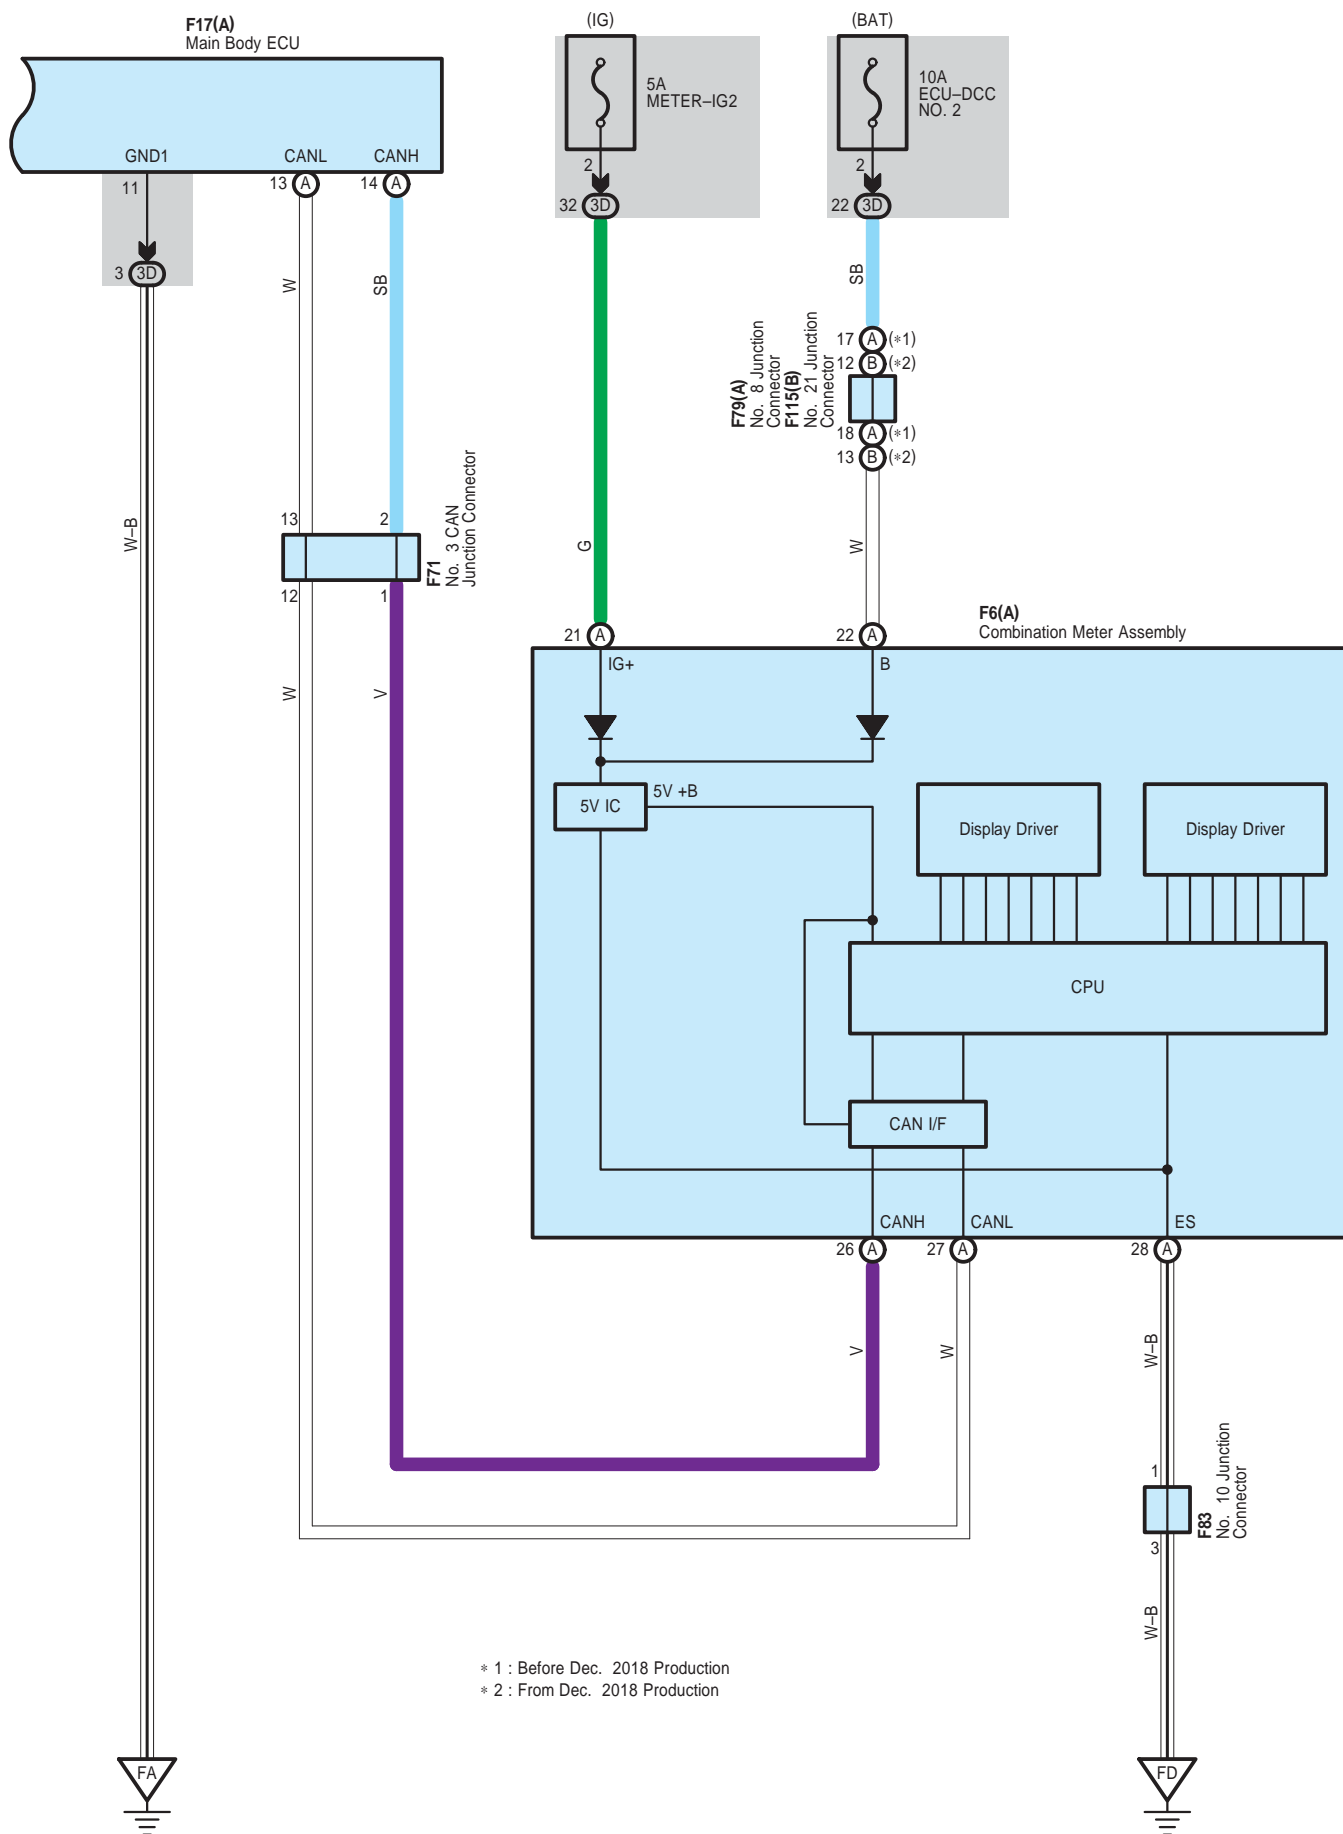 F17(A)
Main Body ECU
(IG)
(BAT)
5A
METER–IG2
10A
ECU–DCC
NO. 2
GND1
CANL
CANH
11
13 A
14 A
2
2
32 3D
22 3D
3 3D
W
SB
SB
F79(A)
No. 8 Junction
Connector
F115(B)
No. 21 Junction
Connector
17 A (*1)
12 B (*2)
18 A (*1)
13 B (*2)
W–B
13
2
F71
No. 3 CAN
Junction Connector
12
1
G
W
F6(A)
Combination Meter Assembly
21 A
22 A
IG+
B
W
V
5V IC
5V +B
Display Driver
Display Driver
CPU
CAN I/F
CANH
CANL
ES
26 A
27 A
28 A
V
W
W–B
1
F83
No. 10 Junction
Connector
3
W–B
* 1 : Before Dec. 2018 Production
* 2 : From Dec. 2018 Production
FA
FD